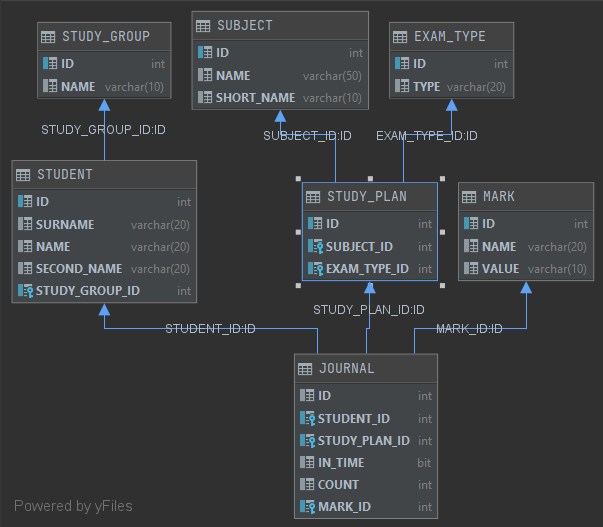 STUDY_GROUP
ID int
NAME varchar(10)
SUBJECT
ID int
NAME varchar(50)
SHORT_NAME varchar(10)
EXAM_TYPE
ID int
TYPE varchar(20)
STUDY_GROUP_ID:ID
SUBJECT_ID:ID
EXAM_TYPE_ID:ID
STUDENT
ID int
SURNAME varchar(20)
NAME varchar(20)
SECOND_NAME varchar(20)
STUDY_GROUP_ID int
STUDY_PLAN
ID int
SUBJECT_ID int
EXAM_TYPE_ID int
MARK
ID int
NAME varchar(20)
VALUE varchar(10)
STUDENT_ID:ID
STUDY_PLAN_ID:ID
MARK_ID:ID
JOURNAL
ID int
STUDENT_ID int
STUDY_PLAN_ID int
IN_TIME bit
COUNT int
MARK_ID int
Powered by yFiles